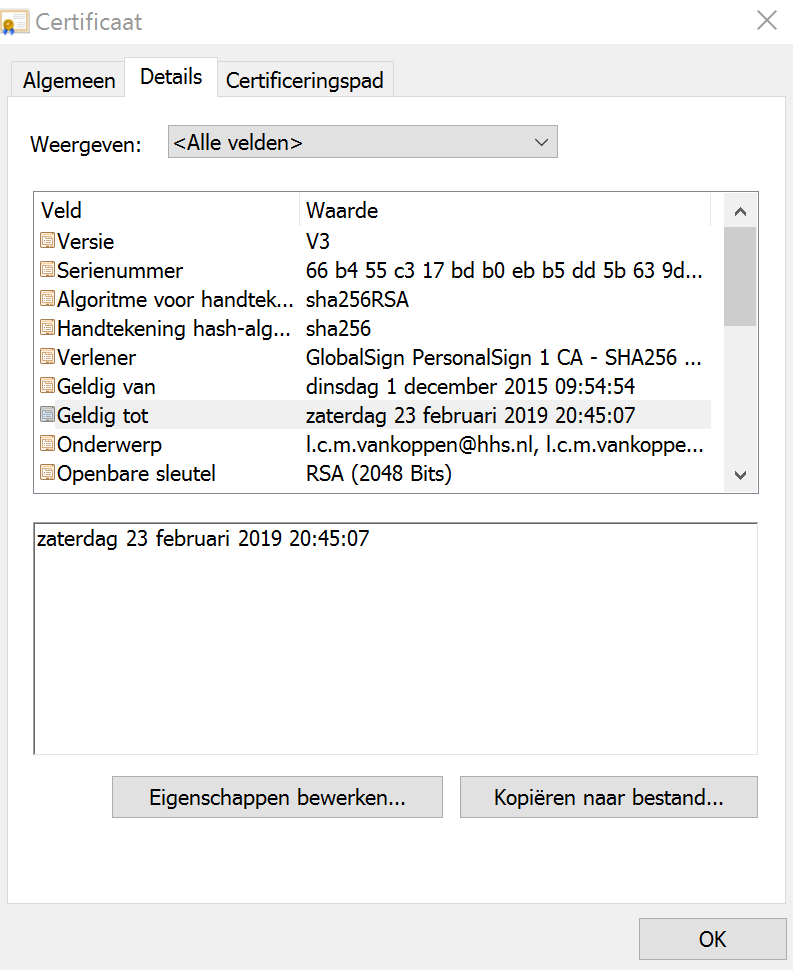 Certificaat
Algemeen Details Certificeringspad
Weergeven: <Alle velden>
Veld Waarde
Versie V3
Serienummer 66 b4 55 c3 17 bd b0 eb b5 dd 5b 63 9d...
Algoritme voor handtek... sha256RSA
Handtekening hash-alg... sha256
Verlener GlobalSign PersonalSign 1 CA - SHA256 ...
Geldig van dinsdag 1 december 2015 09:54:54
Geldig tot zaterdag 23 februari 2019 20:45:07
Onderwerp l.c.m.vankoppen@hhs.nl, l.c.m.vankoppe...
Openbare sleutel RSA (2048 Bits)
zaterdag 23 februari 2019 20:45:07
Eigenschappen bewerken... Kopiëren naar bestand...
OK